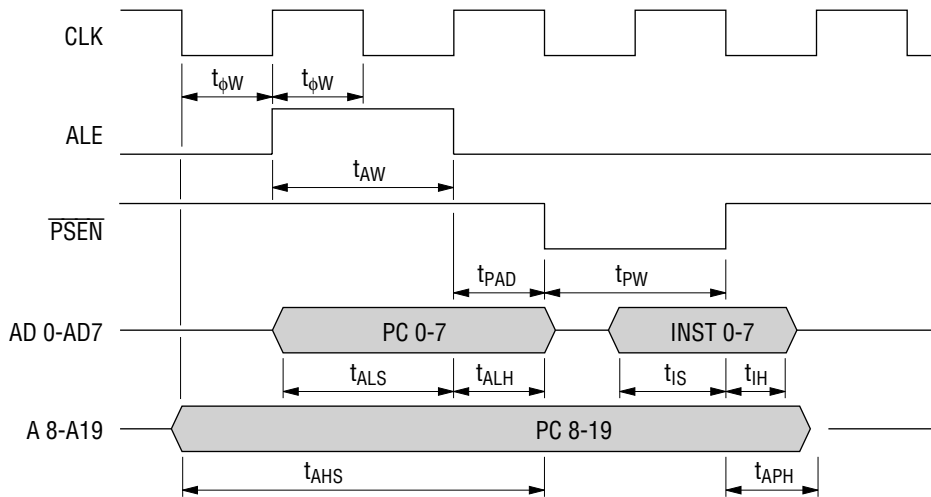 CLK
tϕW tϕW
ALE
tAW
PSEN
tPAD tPW
AD 0-AD7 PC 0-7 INST 0-7
tALS tALH tIS tIH
A 8-A19 PC 8-19
tAHS tAPH